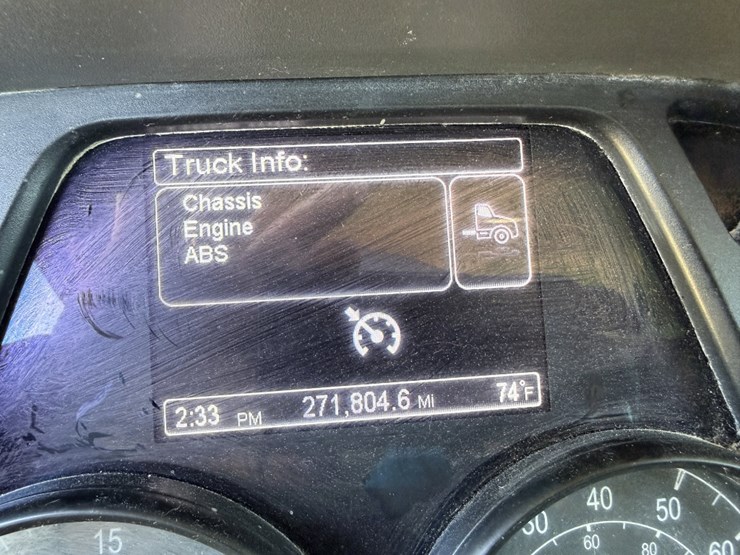 Truck Info:
Chassis
Engine
ABS
2:33 PM 271,804.6 MI 74°F
15
30 40 50 60
60 80